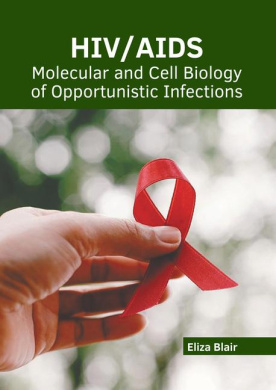 HIV/AIDS
Molecular and Cell Biology
of Opportunistic Infections
Eliza Blair